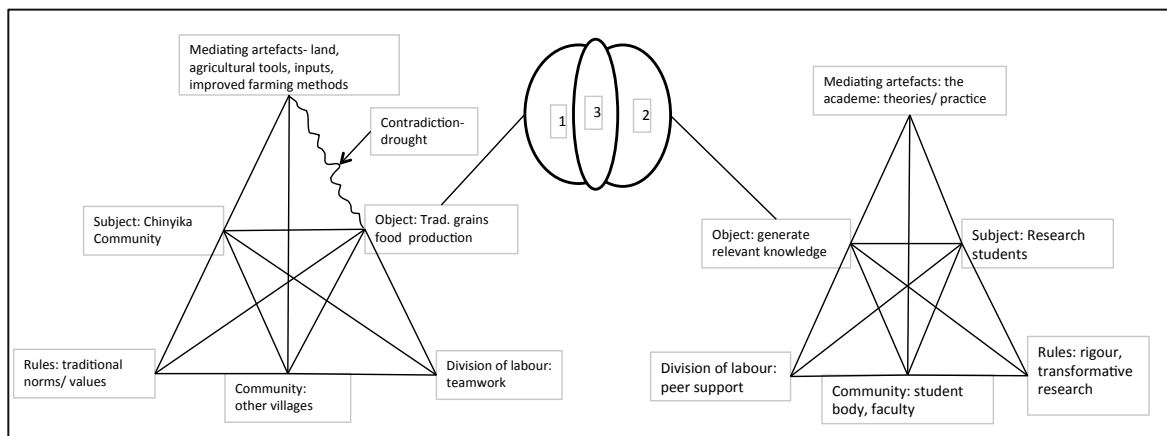 Mediating artefacts- land,
agricultural tools, inputs,
improved farming methods
Contradiction-
drought
Subject: Chinyika
Community
Object: Trad. grains
food production
Rules: traditional
norms/ values
Community:
other villages
Division of labour:
teamwork
1
3
2
Mediating artefacts: the
academe: theories/ practice
Object: generate
relevant knowledge
Subject: Research
students
Division of labour:
peer support
Community: student
body, faculty
Rules: rigour,
transformative
research